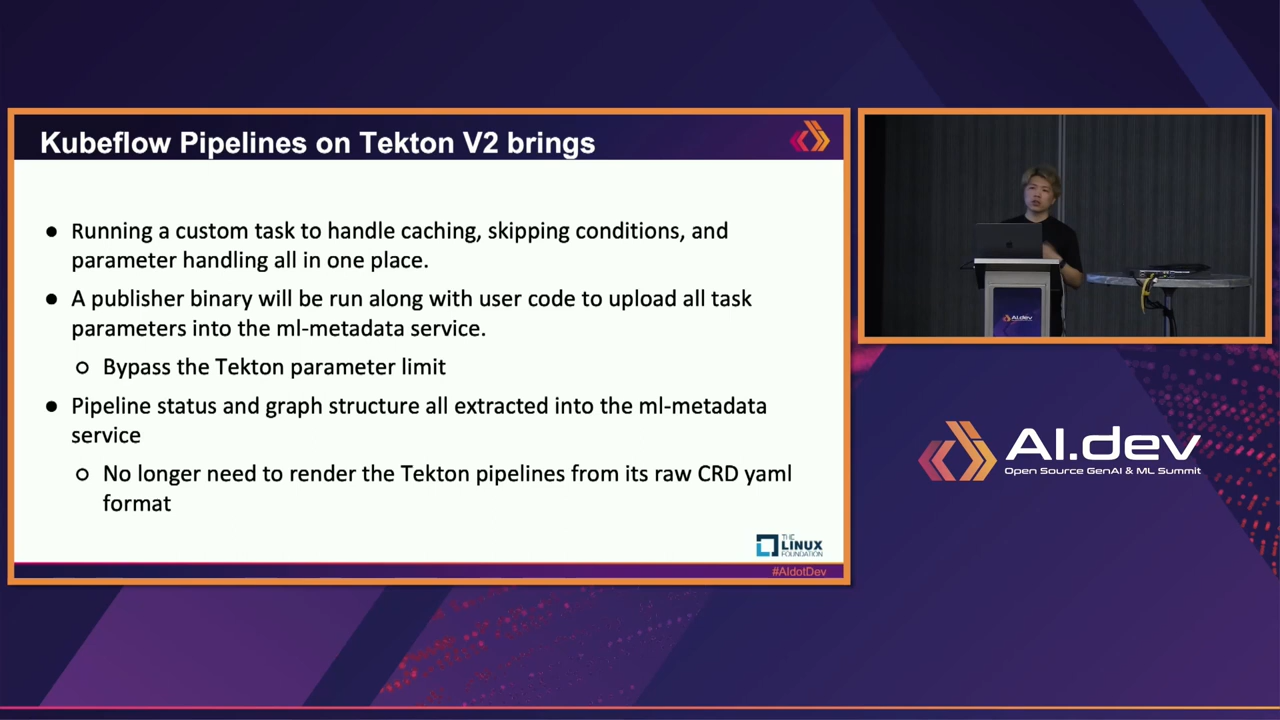 Kubeflow Pipelines on Tekton V2 brings
● Running a custom task to handle caching, skipping conditions, and
parameter handling all in one place.
● A publisher binary will be run along with user code to upload all task
parameters into the ml-metadata service.
○ Bypass the Tekton parameter limit
● Pipeline status and graph structure all extracted into the ml-metadata
service
○ No longer need to render the Tekton pipelines from its raw CRD yaml
format
THE
LINUX
FOUNDATION
#AIdotDev
AI.dev
AI.dev
Open Source GenAI & ML Summit